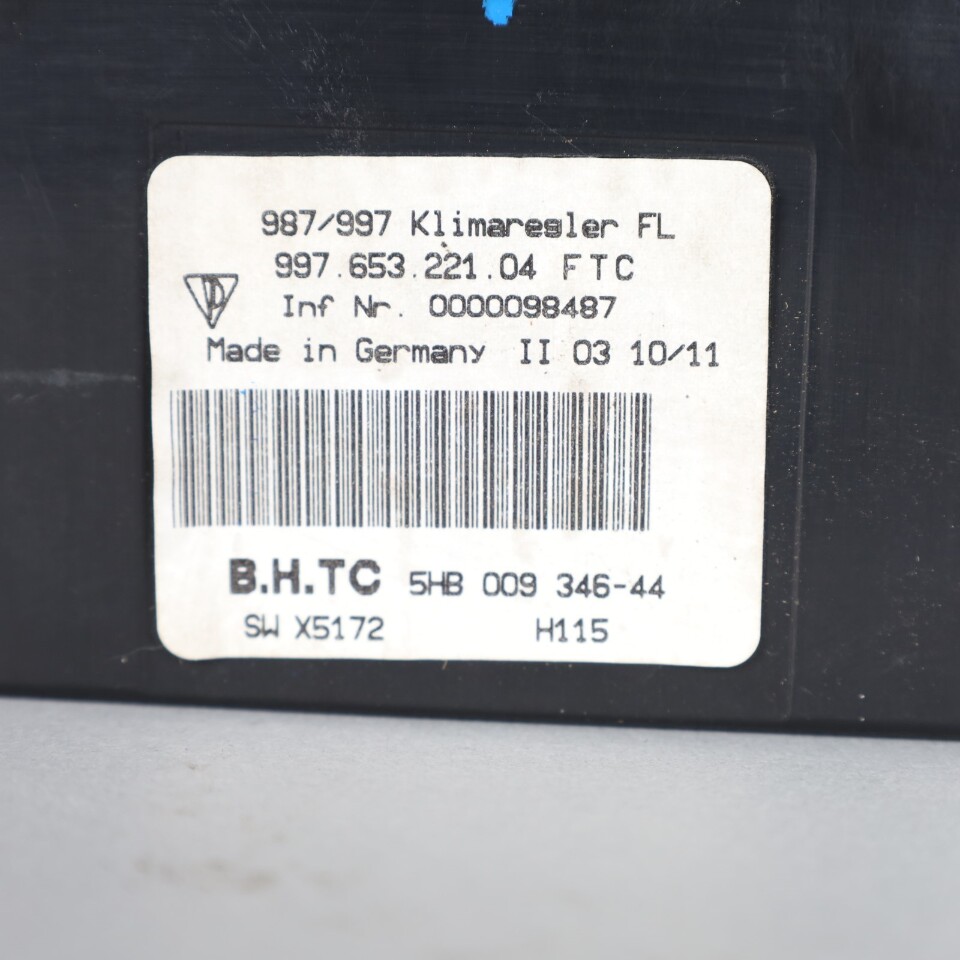 987/997 Klimaregler FL
997.653.221.04 FTC
Inf Nr. 0000098487
Made in Germany II 03 10/11
B.H.TC 5HB 009 346-44
SW X5172 H115